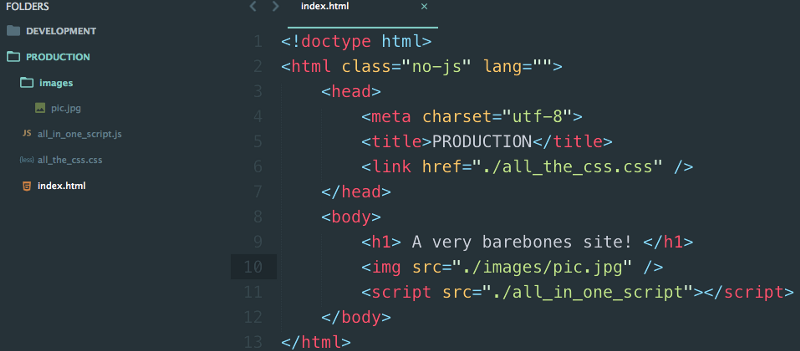 FOLDERS
DEVELOPMENT
PRODUCTION
images
pic.jpg
JS all_in_one_script.js
{less} all_the_css.css
index.html
index.html ×
1 <!doctype html>
2 <html class="no-js" lang="">
3 <head>
4 <meta charset="utf-8">
5 <title>PRODUCTION</title>
6 <link href="./all_the_css.css" />
7 </head>
8 <body>
9 <h1> A very barebones site! </h1>
10 <img src="./images/pic.jpg" />
11 <script src="./all_in_one_script"></script>
12 </body>
13 </html>